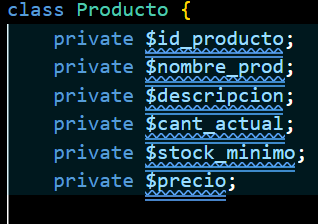 class Producto {
    private $id_producto;
    private $nombre_prod;
    private $descripcion;
    private $cant_actual;
    private $stock_minimo;
    private $precio;